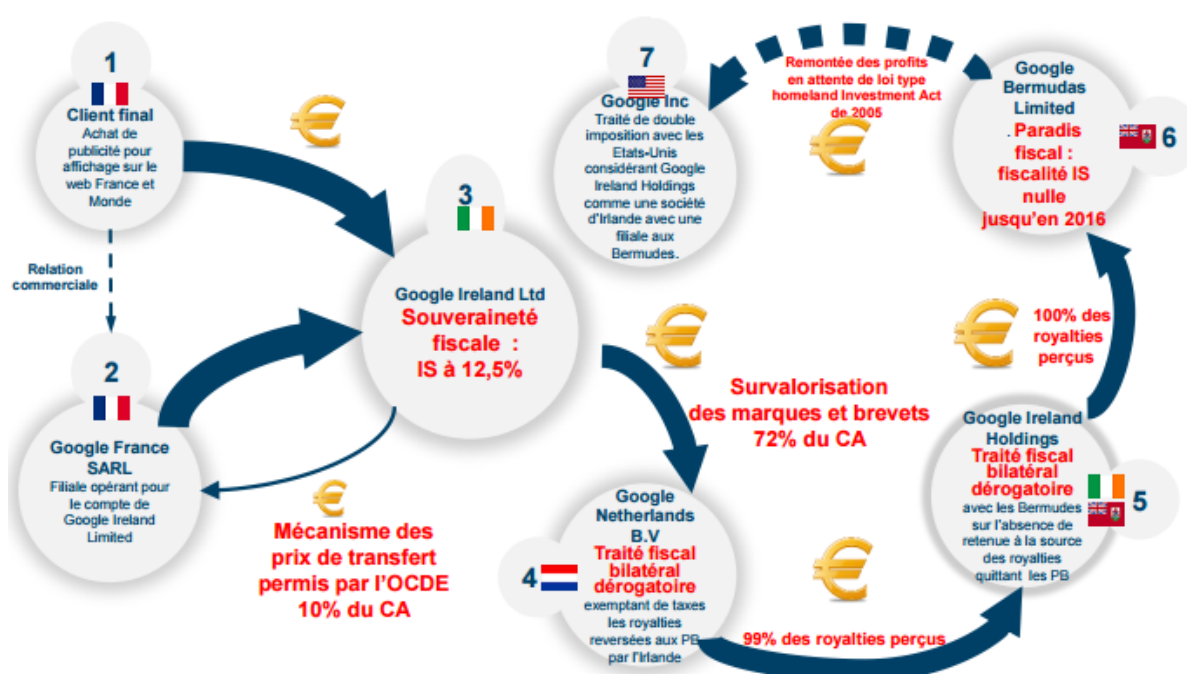 1
Client final
Achat de
publicité pour
affichage sur le
web France et
Monde
Relation
commerciale
2
Google France
SARL
Filiale opérant pour
le compte de
Google Ireland
Limited
3
Google Ireland Ltd
Souveraineté
fiscale :
IS à 12,5%
Mécanisme des
prix de transfert
permis par l'OCDE
10% du CA
Survalorisation
des marques et brevets
72% du CA
4
Google
Netherlands
B.V
Traité fiscal
bilatéral
dérogatoire
exemptant de taxes
les royalties
reversées aux PB
par l'Irlande
99% des royalties perçus
5
Google Ireland
Holdings
Traité fiscal
bilatéral
dérogatoire
avec les Bermudes
sur l'absence de
retenue à la source
des royalties
quittant les PB
100% des
royalties
perçus
6
Google
Bermudas
Limited
. Paradis
fiscal :
fiscalité IS
nulle
jusqu'en 2016
Remontée des profits
en attente de loi type
homeland Investment Act
de 2005
7
Google Inc
Traité de double
imposition avec les
Etats-Unis
considérant Google
Ireland Holdings
comme une société
d'Irlande avec une
filiale aux
Bermudes.